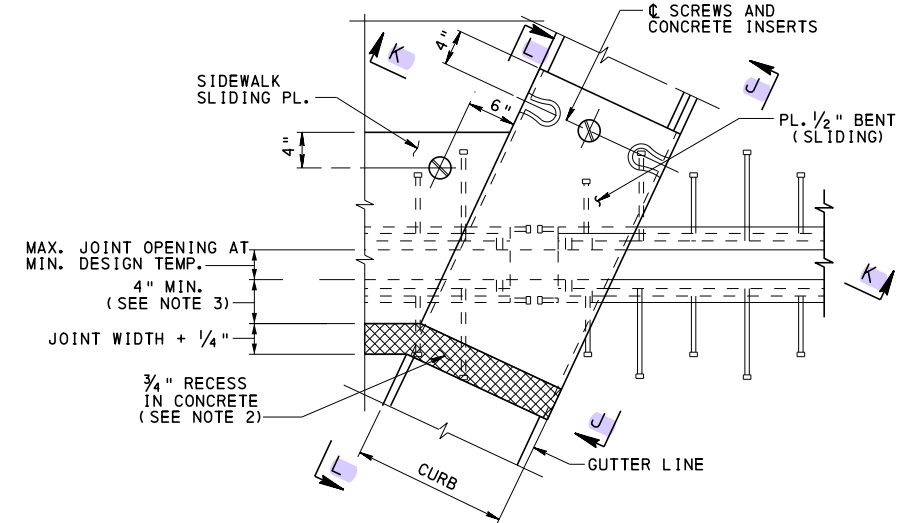 ℄ SCREWS AND
CONCRETE INSERTS
K
4"
L
J
SIDEWALK
SLIDING PL.
6"
PL. 1/2" BENT
(SLIDING)
4"
MAX. JOINT OPENING AT
MIN. DESIGN TEMP.
K
4" MIN.
(SEE NOTE 3)
JOINT WIDTH + 1/4"
3/4" RECESS
IN CONCRETE
(SEE NOTE 2)
J
L
CURB
GUTTER LINE